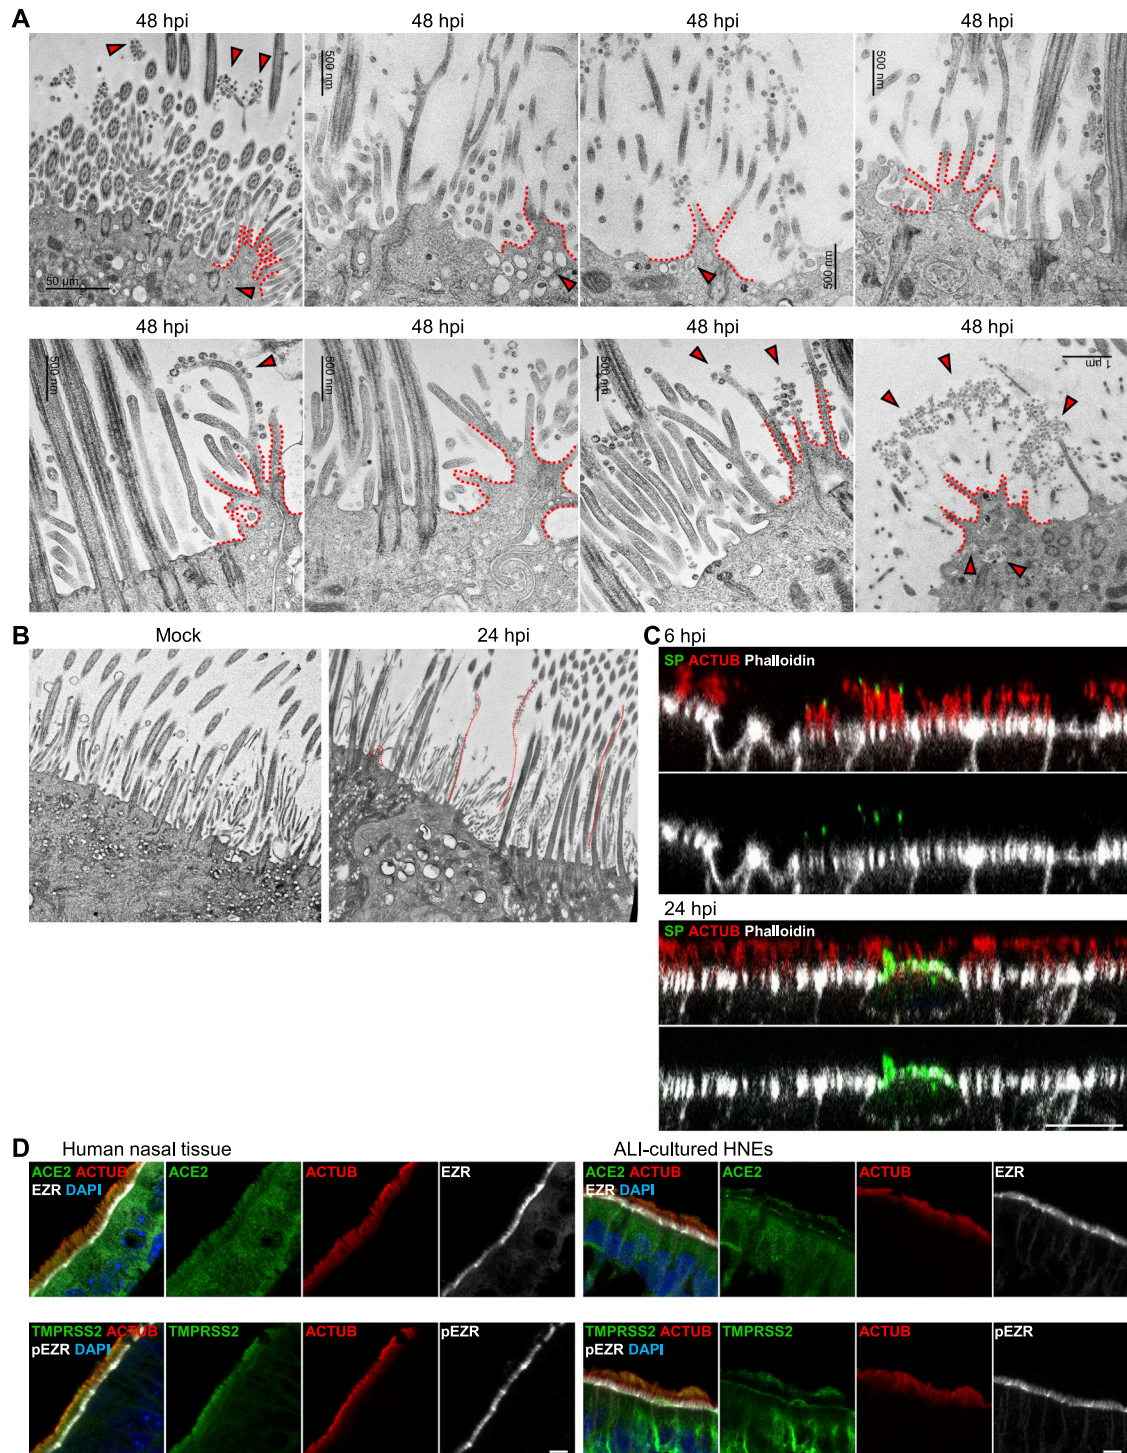 A
48 hpi
48 hpi
48 hpi
48 hpi
50 µm
500 nm
500 nm
500 nm
48 hpi
48 hpi
48 hpi
48 hpi
500 nm
500 nm
500 nm
1 µm
B
Mock
24 hpi
C
6 hpi
SP ACTUB Phalloidin
24 hpi
SP ACTUB Phalloidin
D
Human nasal tissue
ALI-cultured HNEs
ACE2 ACTUB
EZR DAPI
ACE2
ACTUB
EZR
ACE2 ACTUB
EZR DAPI
ACE2
ACTUB
EZR
TMPRSS2 ACTUB
pEZR DAPI
TMPRSS2
ACTUB
pEZR
TMPRSS2 ACTUB
pEZR DAPI
TMPRSS2
ACTUB
pEZR